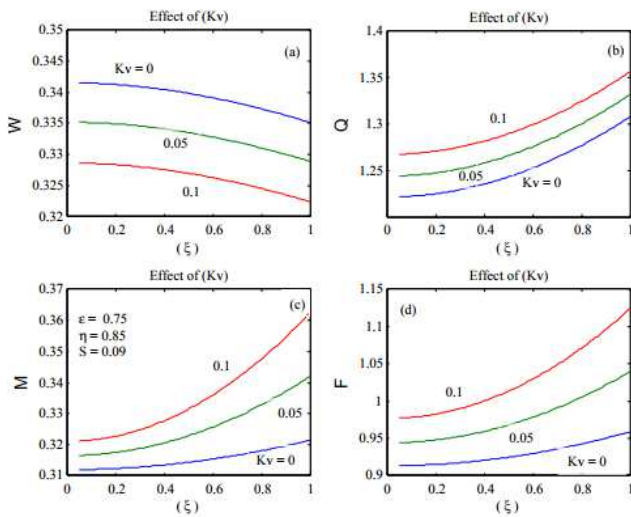 Effect of (Kv)
0.35
0.345
0.34
0.335
0.33
0.325
0.32
W
(a)
Kv = 0
0.05
0.1
0 0.2 0.4 0.6 0.8 1
( ξ )
Effect of (Kv)
1.4
1.35
1.3
1.25
Q
(b)
0.1
0.05
Kv = 0
0 0.2 0.4 0.6 0.8 1
( ξ )
Effect of (Kv)
0.37
0.36
0.35
0.34
0.33
0.32
0.31
M
(c)
ε = 0.75
η = 0.85
S = 0.09
0.1
0.05
Kv = 0
0 0.2 0.4 0.6 0.8 1
( ξ )
Effect of (Kv)
1.15
1.1
1.05
1
0.95
0.9
F
(d)
0.1
0.05
Kv = 0
0 0.2 0.4 0.6 0.8 1
( ξ )